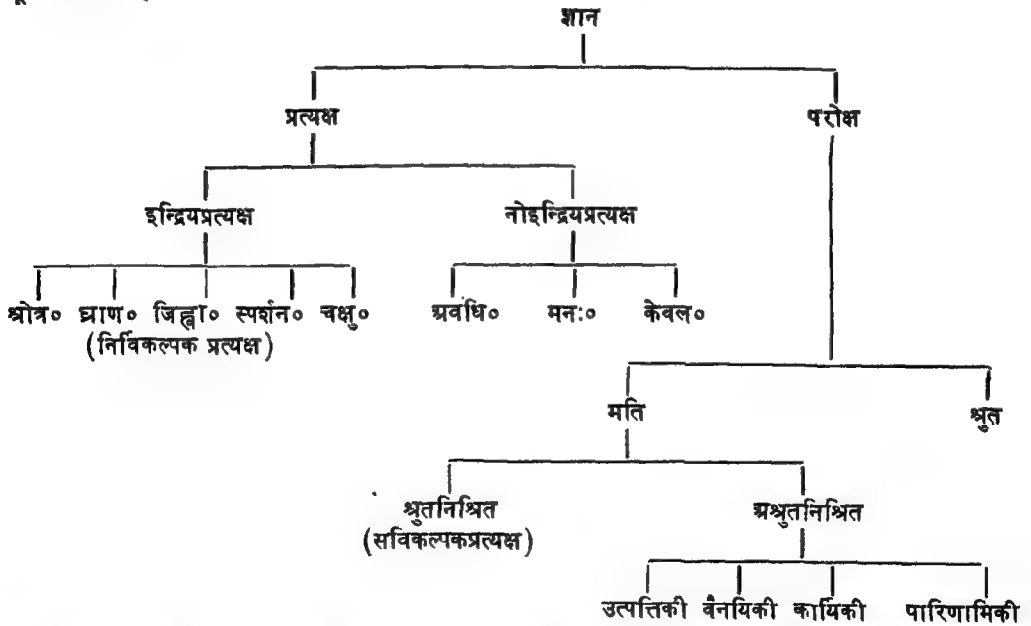 ज्ञान
प्रत्यक्ष परोक्ष
इन्द्रियप्रत्यक्ष नोइन्द्रियप्रत्यक्ष
श्रोत्र० घ्राण० जिह्वा० स्पर्शन० चक्षु० अवंधि० मनः० केवल०
(निर्विकल्पक प्रत्यक्ष)
मति श्रुत
श्रुतनिश्रित अश्रुतनिश्रित
(सविकल्पकप्रत्यक्ष)
उत्पत्तिकी वैनयिकी कार्यिकी पारिणामिकी